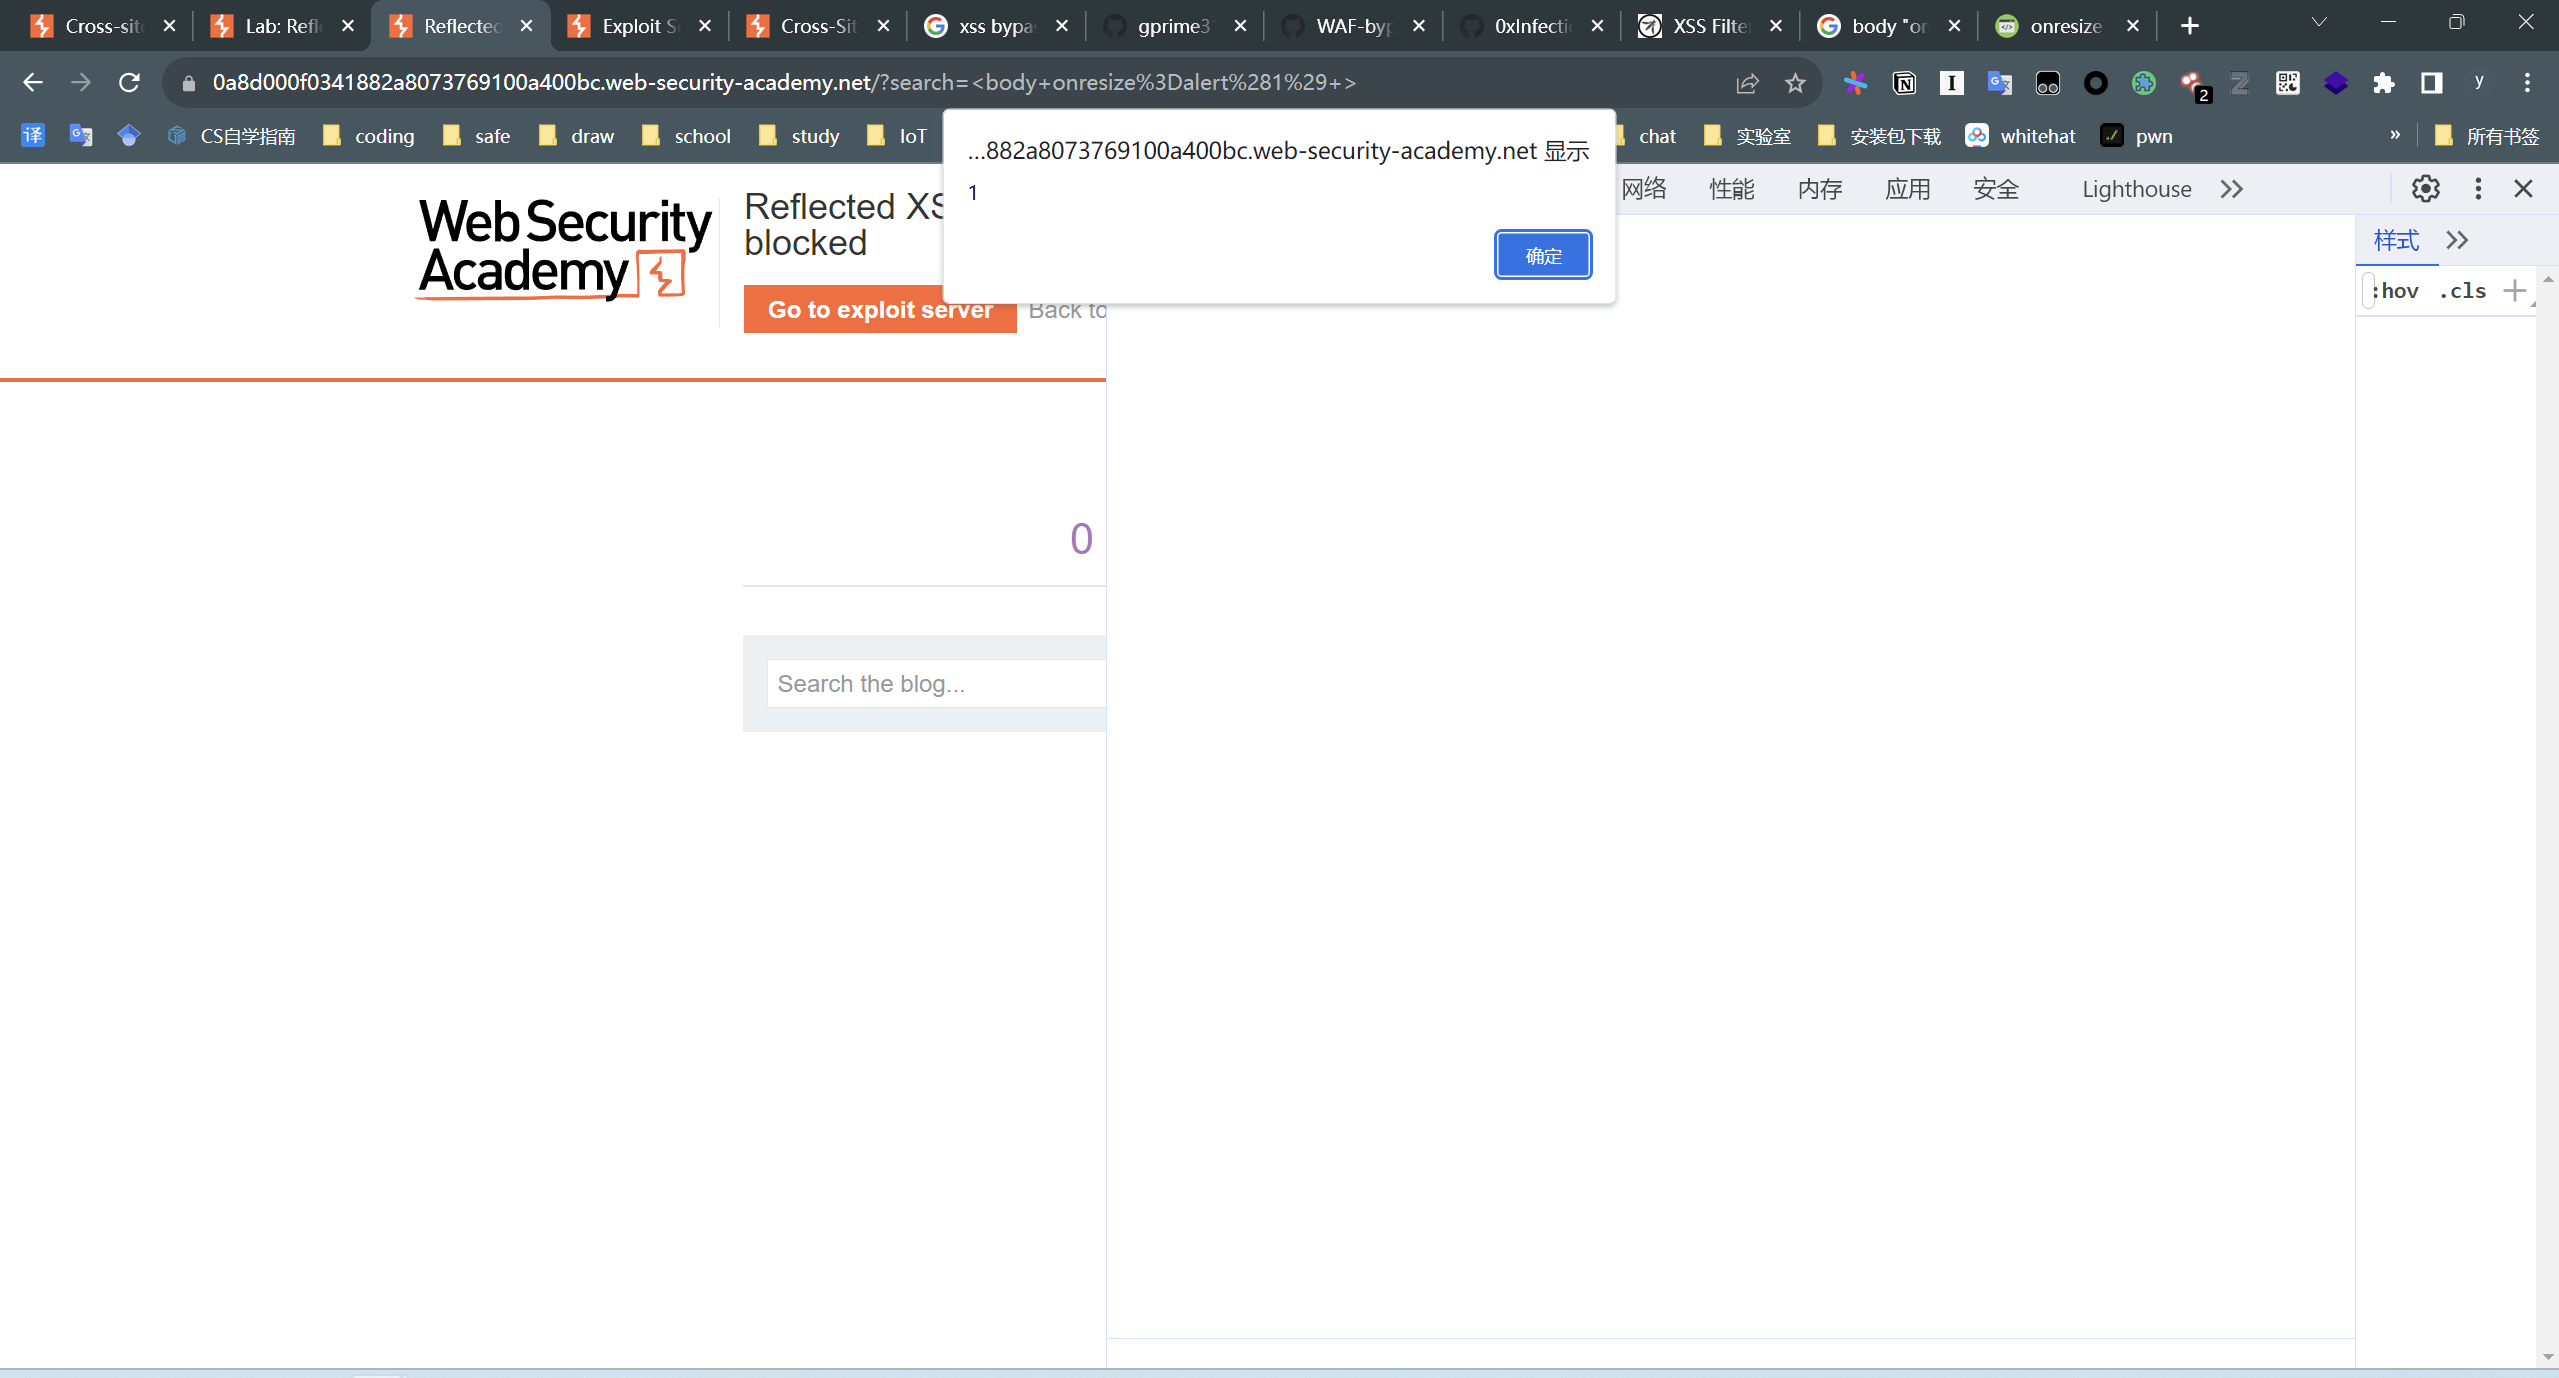 Cross-site
Lab: Refl
Reflected
Exploit S
Cross-Sit
xss bypa
gprime3
WAF-byp
0xInfecti
XSS Filte
body "on
onresize
0a8d000f0341882a8073769100a400bc.web-security-academy.net/?search=<body+onresize%3Dalert%281%29+>
2
y
译
CS自学指南
coding
safe
draw
school
study
IoT
chat
实验室
安装包下载
whitehat
pwn
»
所有书签
...882a8073769100a400bc.web-security-academy.net 显示
1
确定
Web Security
Academy
Reflected XS
blocked
Go to exploit server
Back to
网络
性能
内存
应用
安全
Lighthouse
样式
:hov
.cls
0
Search the blog...